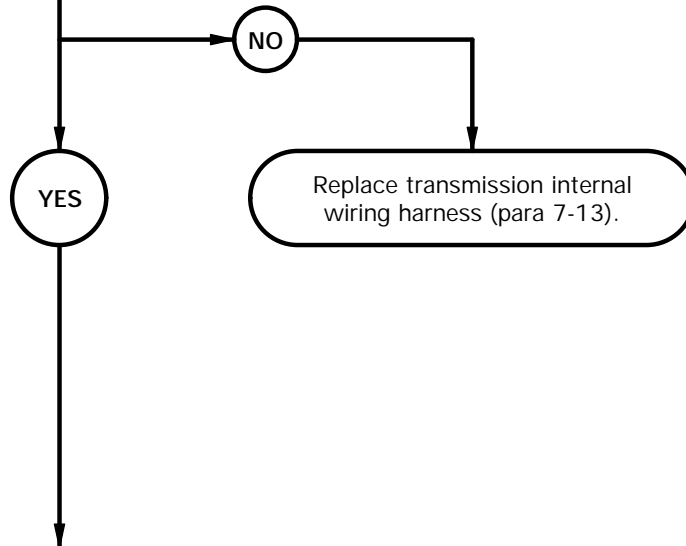 NO
YES
Replace transmission internal
wiring harness (para 7-13).